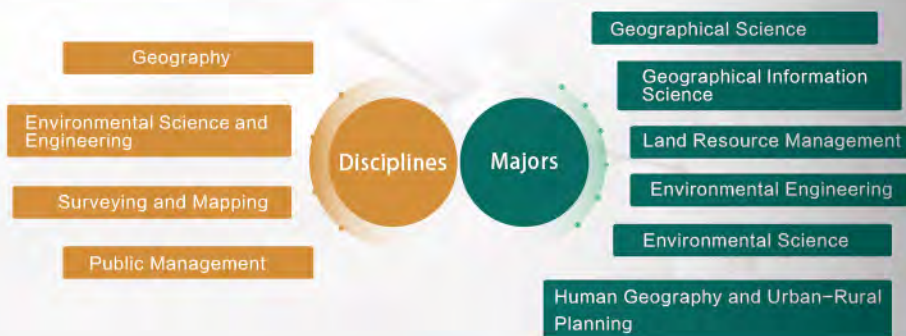 Geography
Environmental Science and
Engineering
Surveying and Mapping
Public Management
Disciplines
Majors
Geographical Science
Geographical Information
Science
Land Resource Management
Environmental Engineering
Environmental Science
Human Geography and Urban-Rural
Planning